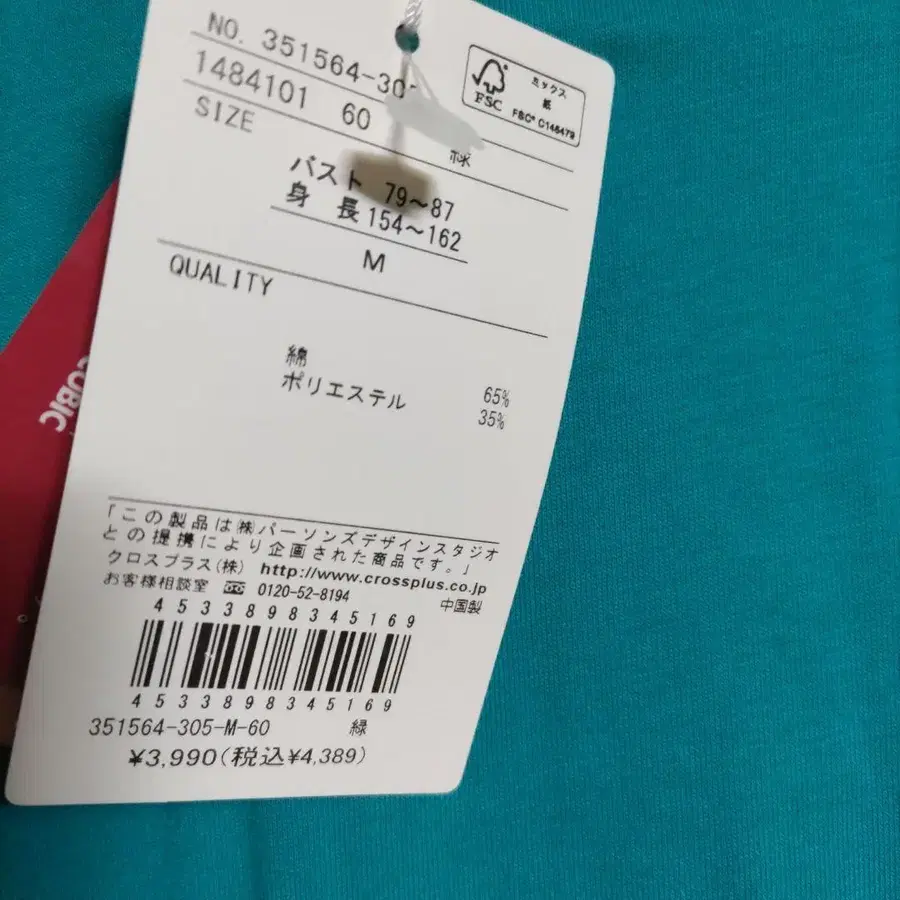 NO. 351564-305
1484101 60 緑
SIZE
FSC
ミックス
紙
FSC® C145479
バスト 79~87
身 長 154~162
M
QUALITY
綿 65%
ポリエステル 35%
CUBIC
「この製品は㈱パーソンズデザインスタジオ
との提携により企画された商品です。」
クロスプラス(株) http://www.crossplus.co.jp
お客様相談室 0120-52-8194 中国製
4533898345169
4533898345169
351564-305-M-60 緑
¥3,990(税込¥4,389)